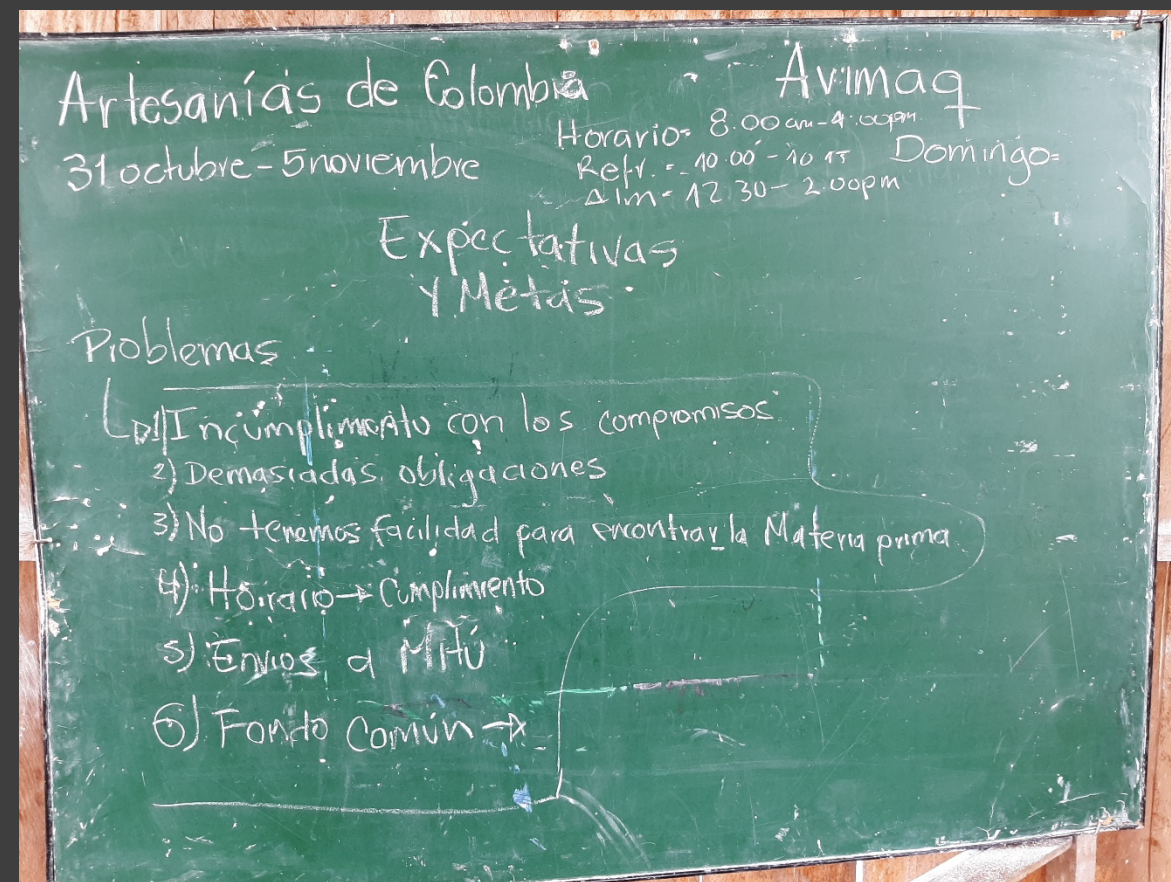 Artesanías de Colombia
31 octubre - 5 noviembre
Avimaq
Horario= 8:00 am - 4:00pm.
Refr. = 10:00 - 10 15
Alm = 12:30 - 2:00pm
Domingo=
Expectativas
Y Metas
Problemas
1) Incumplimiento con los compromisos
2) Demasiadas obligaciones
3) No tenemos facilidad para encontrar la Materia prima
4) Horario → Cumplimiento
5) Envios a Mitú
6) Fondo Común →